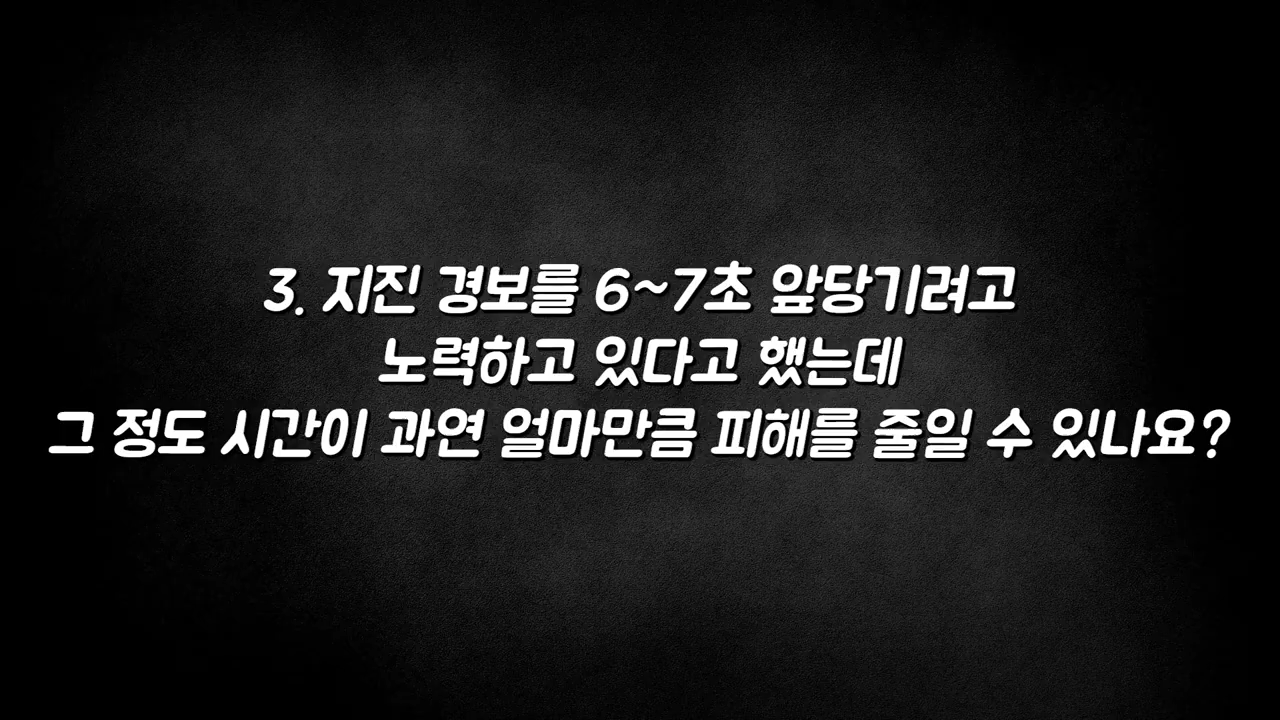 3. 지진 경보를 6~7초 앞당기려고
노력하고 있다고 했는데
그 정도 시간이 과연 얼마만큼 피해를 줄일 수 있나요?